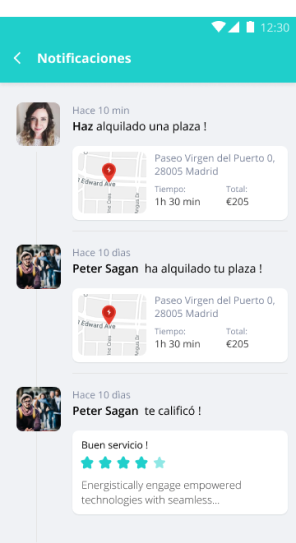 12:30
Notificaciones
Hace 10 min
Haz alquilado una plaza !
Paseo Virgen del Puerto 0,
28005 Madrid
Edward Ave
Tiempo:
Total:
1h 30 min
€205
Hace 10 dias
Peter Sagan ha alquilado tu plaza !
Paseo Virgen del Puerto 0,
28005 Madrid
Edward Ave
Tiempo:
Total:
1h 30 min
€205
Hace 10 dias
Peter Sagan te calificó !
Buen servicio !
Energistically engage empowered
technologies with seamless...